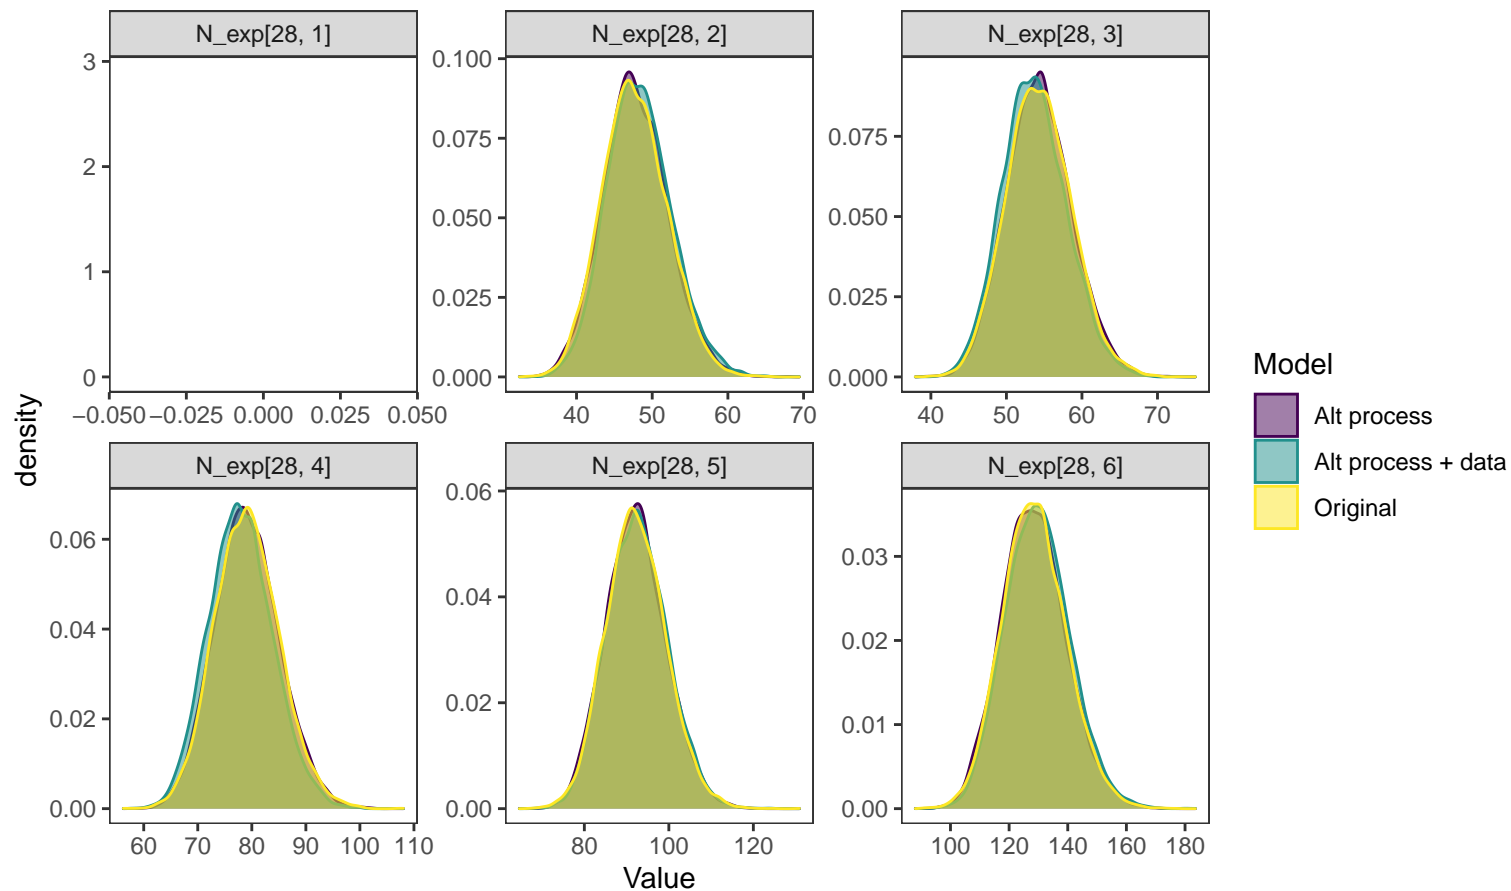 N_exp[28, 1] N_exp[28, 2] N_exp[28, 3]
3
2
1
0
−0.050 −0.025 0.000 0.025 0.050
0.100
0.075
0.050
0.025
0.000
40 50 60 70
0.075
0.050
0.025
0.000
40 50 60 70
density
N_exp[28, 4] N_exp[28, 5] N_exp[28, 6]
0.06
0.04
0.02
0.00
60 70 80 90 100 110
0.06
0.04
0.02
0.00
80 100 120
0.03
0.02
0.01
0.00
100 120 140 160 180
Value
Model
Alt process
Alt process + data
Original